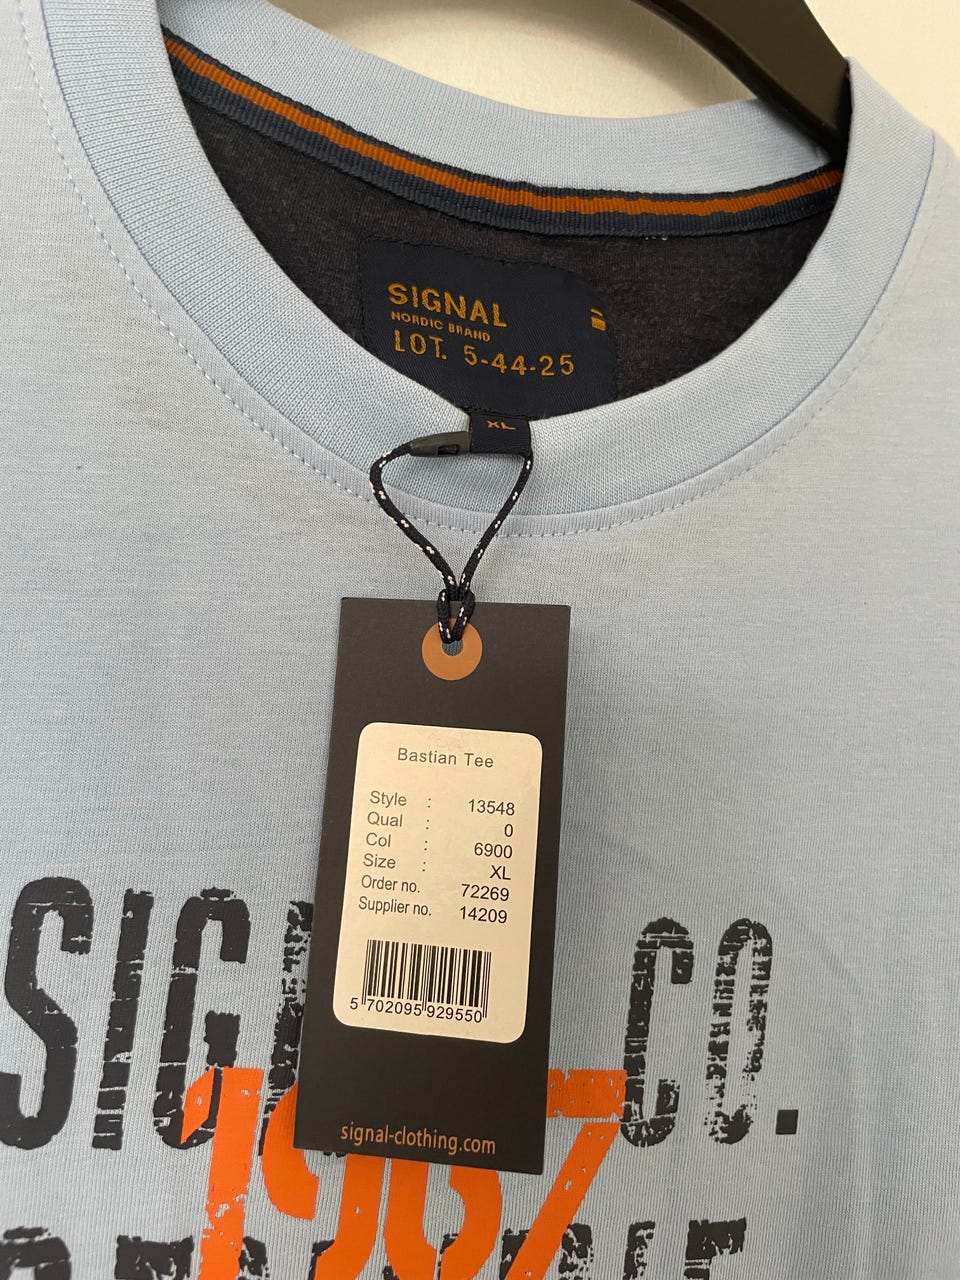 SIGNAL
NORDIC BRAND
LOT. 5-44-25
XL
Bastian Tee
Style : 13548
Qual : 0
Col : 6900
Size : XL
Order no. 72269
Supplier no. 14209
5 702095 929550
signal-clothing.com
CO.